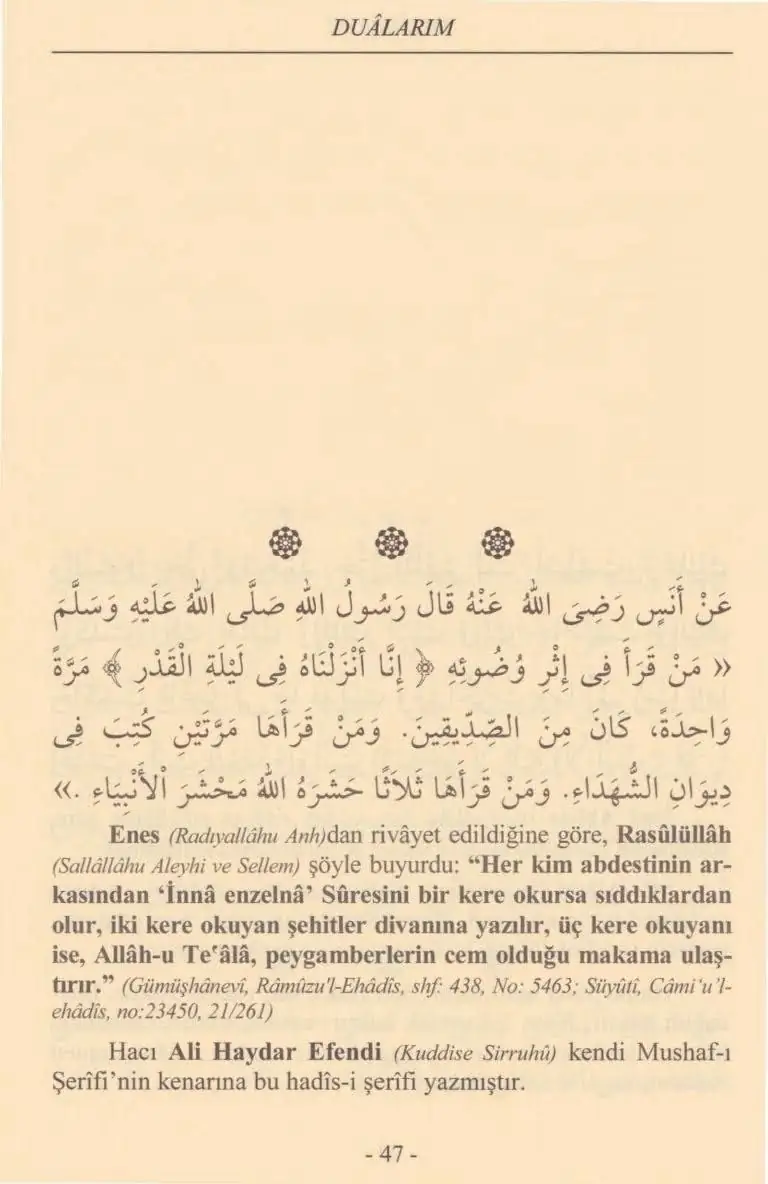 DUÂLARIM
عَنْ أَنَسٍ رَضِىَ اللهُ عَنْهُ قَالَ رَسُولُ اللهِ صَلَّى اللهُ عَلَيْهِ وَسَلَّمَ
« مَنْ قَرَأَ فِى إِثْرِ وُضُوئِهِ ﴿ إِنَّا أَنْزَلْنَاهُ فِى لَيْلَةِ الْقَدْرِ ﴾ مَرَّةً
وَاحِدَةً، كَانَ مِنَ الصِّدِّيقِينَ. وَمَنْ قَرَأَهَا مَرَّتَيْنِ كُتِبَ فِى
دِيوَانِ الشُّهَدَاءِ. وَمَنْ قَرَأَهَا ثَلَاثًا حَشَرَهُ اللهُ مَحْشَرَ الْأَنْبِيَاءِ .»
Enes (Radıyallâhu Anh)dan rivâyet edildiğine göre, Rasûlüllâh
(Sallâllâhu Aleyhi ve Sellem) şöyle buyurdu: “Her kim abdestinin ar-
kasından ‘İnnâ enzelnâ’ Sûresini bir kere okursa sıddıklardan
olur, iki kere okuyan şehitler divanına yazılır, üç kere okuyanı
ise, Allâh-u Teʿâlâ, peygamberlerin cem olduğu makama ulaş-
tırır.” (Gümüşhânevî, Râmûzu'l-Ehâdîs, shf: 438, No: 5463; Süyûtî, Câmi‘u’l-
ehâdîs, no:23450, 21/261)
Hacı Ali Haydar Efendi (Kuddise Sirruhû) kendi Mushaf-ı
Şerîfi’nin kenarına bu hadîs-i şerîfi yazmıştır.
- 47 -